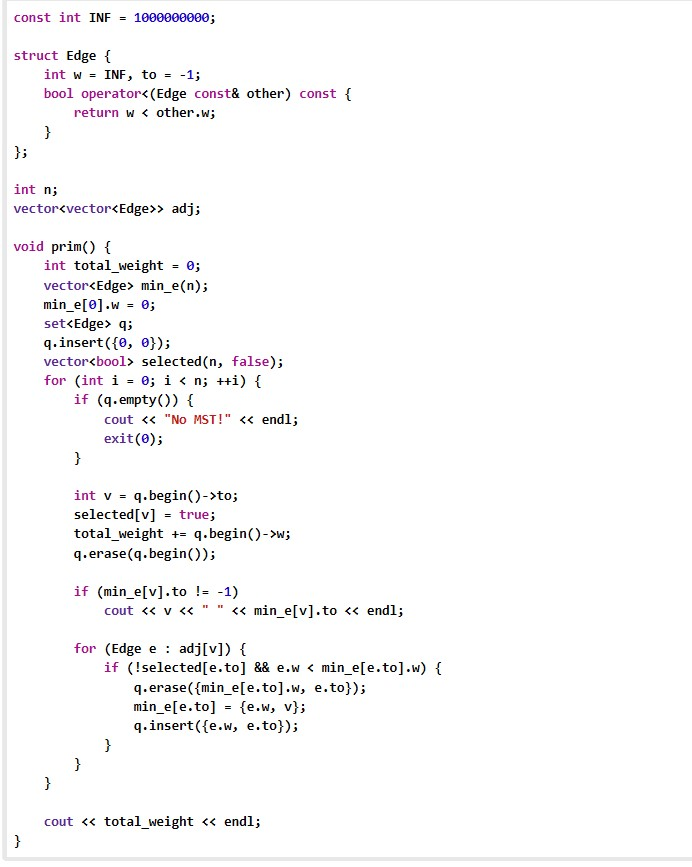 const int INF = 1000000000;

struct Edge {
    int w = INF, to = -1;
    bool operator<(Edge const& other) const {
        return w < other.w;
    }
};

int n;
vector<vector<Edge>> adj;

void prim() {
    int total_weight = 0;
    vector<Edge> min_e(n);
    min_e[0].w = 0;
    set<Edge> q;
    q.insert({0, 0});
    vector<bool> selected(n, false);
    for (int i = 0; i < n; ++i) {
        if (q.empty()) {
            cout << "No MST!" << endl;
            exit(0);
        }

        int v = q.begin()->to;
        selected[v] = true;
        total_weight += q.begin()->w;
        q.erase(q.begin());

        if (min_e[v].to != -1)
            cout << v << " " << min_e[v].to << endl;

        for (Edge e : adj[v]) {
            if (!selected[e.to] && e.w < min_e[e.to].w) {
                q.erase({min_e[e.to].w, e.to});
                min_e[e.to] = {e.w, v};
                q.insert({e.w, e.to});
            }
        }
    }

    cout << total_weight << endl;
}